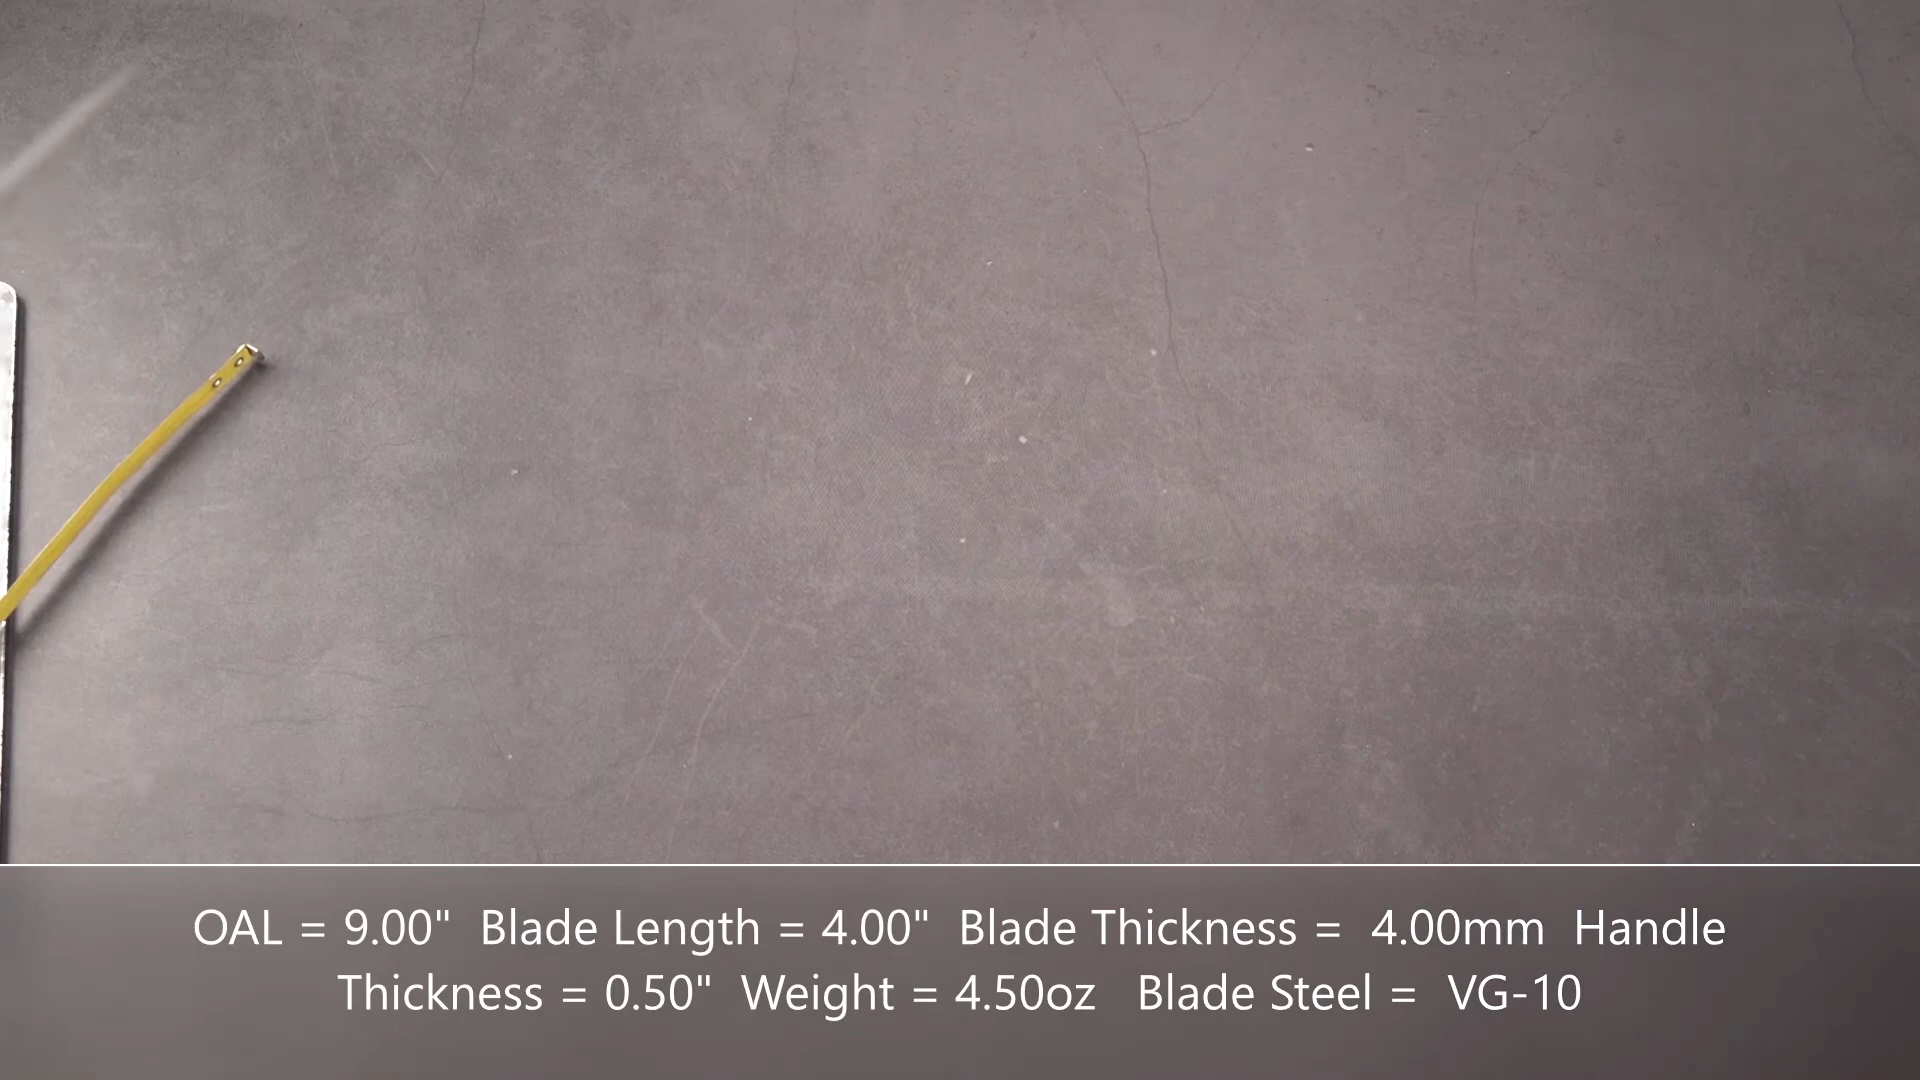 OAL = 9.00" Blade Length = 4.00" Blade Thickness = 4.00mm Handle
Thickness = 0.50" Weight = 4.50oz Blade Steel = VG-10